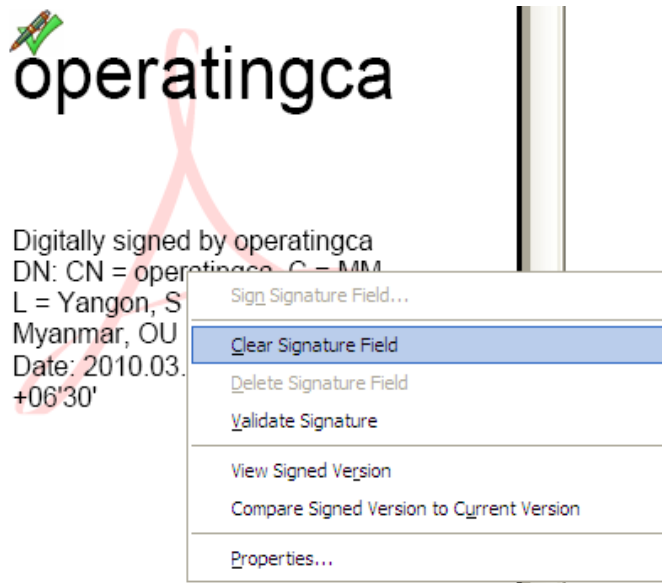 operatingca
Digitally signed by operatingca
DN: CN = operatingca, C = MM
L = Yangon, S
Myanmar, OU
Date: 2010.03.
+06'30'
Sign Signature Field...
Clear Signature Field
Delete Signature Field
Validate Signature
View Signed Version
Compare Signed Version to Current Version
Properties...